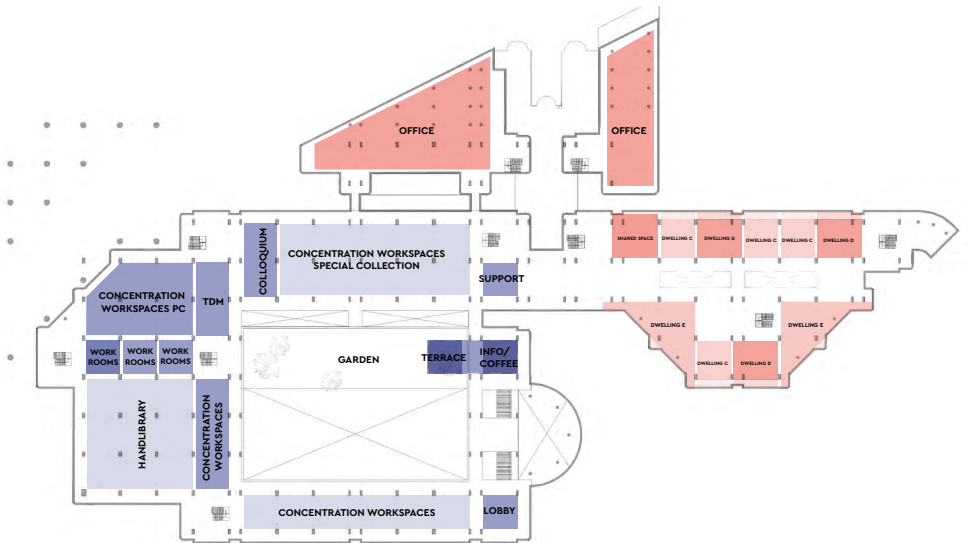 OFFICE
OFFICE
COLLOQUIUM
CONCENTRATION WORKSPACES
SPECIAL COLLECTION
SHARED SPACE
DWELLING C
DWELLING D
DWELLING C
DWELLING C
DWELLING D
SUPPORT
CONCENTRATION
WORKSPACES PC
TDM
DWELLING E
DWELLING E
WORK
ROOMS
WORK
ROOMS
WORK
ROOMS
GARDEN
TERRACE
INFO/
COFFEE
DWELLING C
DWELLING D
HANDLIBRARY
CONCENTRATION
WORKSPACES
CONCENTRATION WORKSPACES
LOBBY